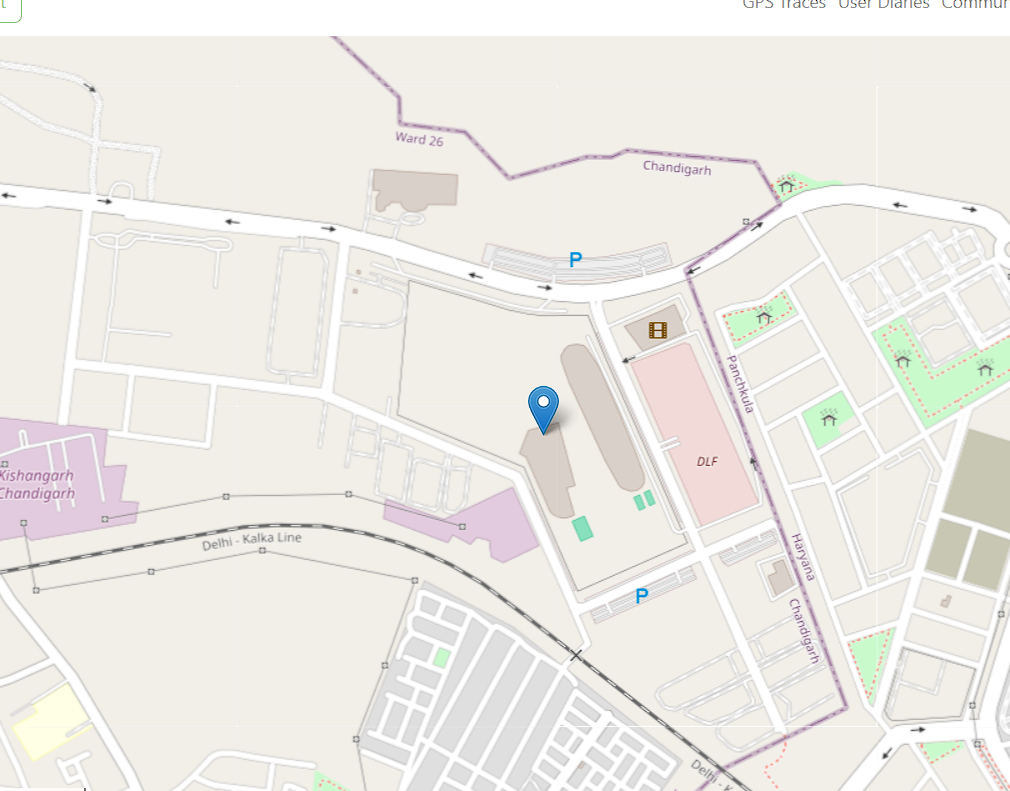 GPS Traces User Diaries
Ward 26
Chandigarh
P
Panchkula
DLF
Kishangarh
Chandigarh
Delhi - Kalka Line
Haryana
P
Chandigarh